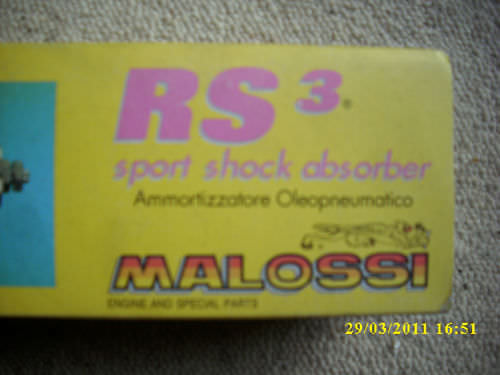 RS3®
sport shock absorber
Ammortizzatore Oleopneumatico
MALOSSI
ENGINE AND SPECIAL PARTS
29/03/2011 16:51